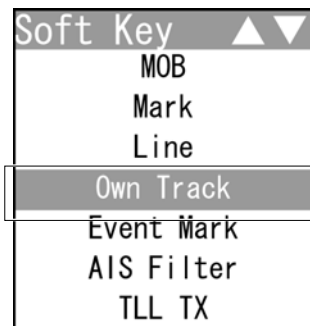 Soft Key ▲▼
MOB
Mark
Line
Own Track
Event Mark
AIS Filter
TLL TX